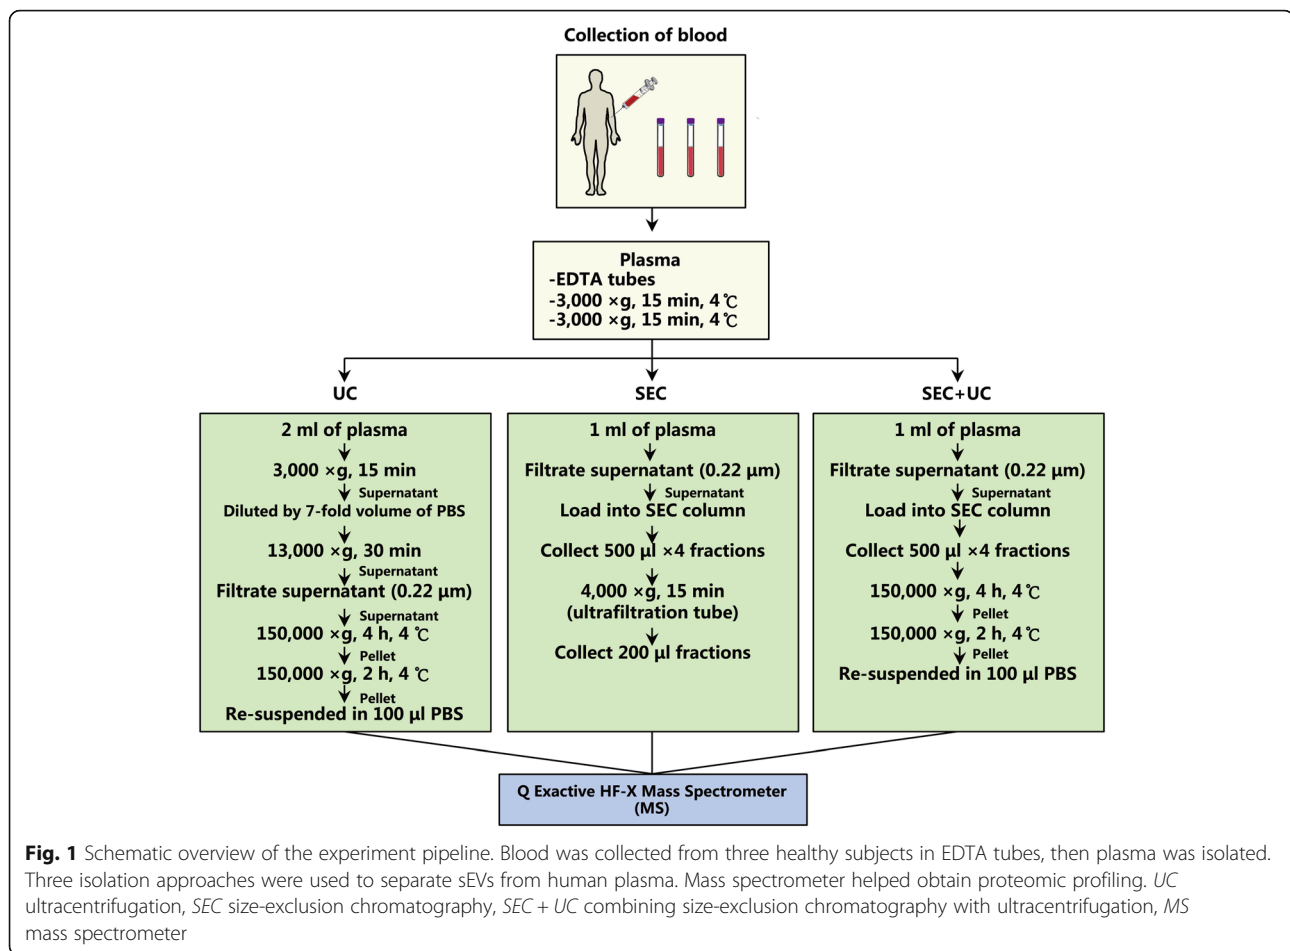 Collection of blood
Plasma
-EDTA tubes
-3,000 ×g, 15 min, 4℃
-3,000 ×g, 15 min, 4℃
UC
2 ml of plasma
3,000 ×g, 15 min
Supernatant
Diluted by 7-fold volume of PBS
13,000 ×g, 30 min
Supernatant
Filtrate supernatant (0.22 μm)
Supernatant
150,000 ×g, 4 h, 4 ℃
Pellet
150,000 ×g, 2 h, 4 ℃
Pellet
Re-suspended in 100 μl PBS
SEC
1 ml of plasma
Filtrate supernatant (0.22 μm)
Supernatant
Load into SEC column
Collect 500 μl ×4 fractions
4,000 ×g, 15 min
(ultrafiltration tube)
Collect 200 μl fractions
SEC+UC
1 ml of plasma
Filtrate supernatant (0.22 μm)
Supernatant
Load into SEC column
Collect 500 μl ×4 fractions
150,000 ×g, 4 h, 4℃
Pellet
150,000 ×g, 2 h, 4℃
Pellet
Re-suspended in 100 μl PBS
Q Exactive HF-X Mass Spectrometer
(MS)
Fig. 1 Schematic overview of the experiment pipeline. Blood was collected from three healthy subjects in EDTA tubes, then plasma was isolated.
Three isolation approaches were used to separate sEVs from human plasma. Mass spectrometer helped obtain proteomic profiling. UC
ultracentrifugation, SEC size-exclusion chromatography, SEC + UC combining size-exclusion chromatography with ultracentrifugation, MS
mass spectrometer